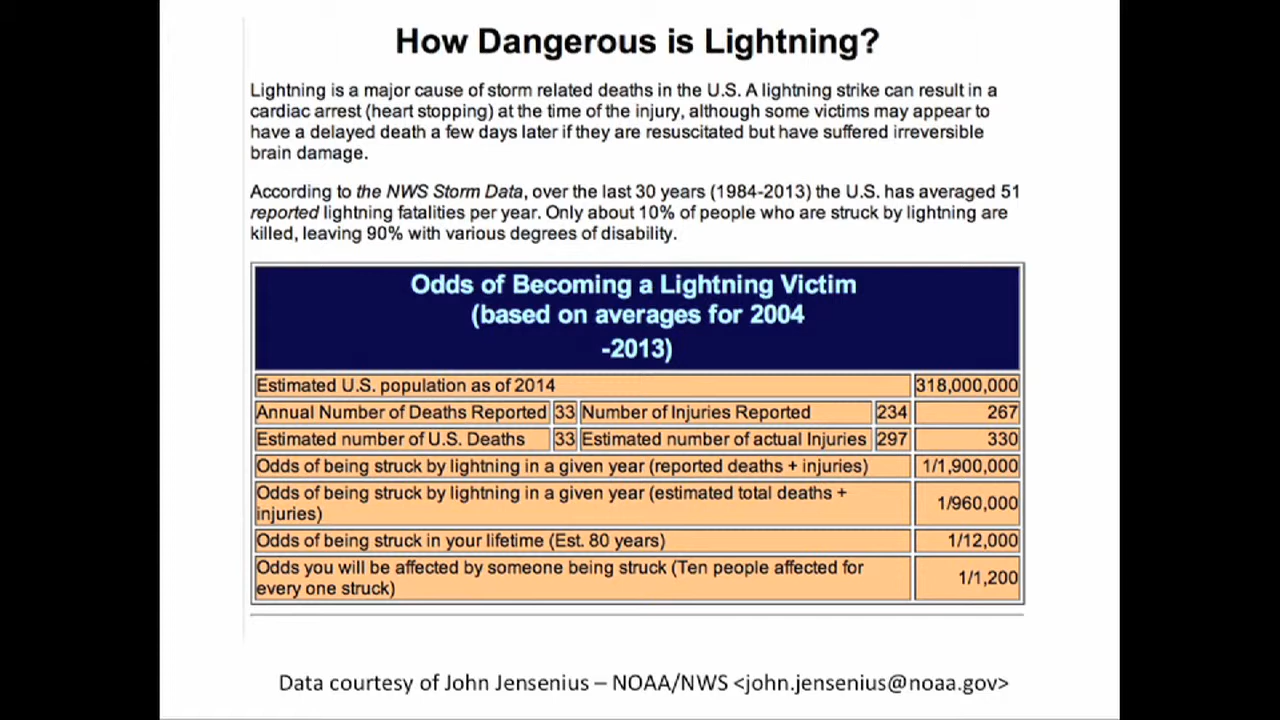 How Dangerous is Lightning?
Lightning is a major cause of storm related deaths in the U.S. A lightning strike can result in a
cardiac arrest (heart stopping) at the time of the injury, although some victims may appear to
have a delayed death a few days later if they are resuscitated but have suffered irreversible
brain damage.
According to the NWS Storm Data, over the last 30 years (1984-2013) the U.S. has averaged 51
reported lightning fatalities per year. Only about 10% of people who are struck by lightning are
killed, leaving 90% with various degrees of disability.
Odds of Becoming a Lightning Victim
(based on averages for 2004
-2013)
Estimated U.S. population as of 2014 318,000,000
Annual Number of Deaths Reported 33 Number of Injuries Reported 234 267
Estimated number of U.S. Deaths 33 Estimated number of actual Injuries 297 330
Odds of being struck by lightning in a given year (reported deaths + injuries) 1/1,900,000
Odds of being struck by lightning in a given year (estimated total deaths +
injuries) 1/960,000
Odds of being struck in your lifetime (Est. 80 years) 1/12,000
Odds you will be affected by someone being struck (Ten people affected for
every one struck) 1/1,200
Data courtesy of John Jensenius – NOAA/NWS <john.jensenius@noaa.gov>